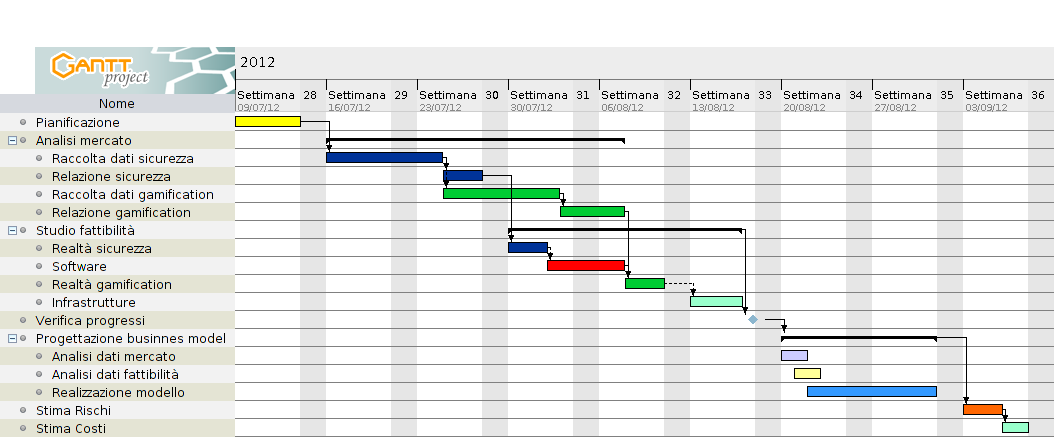 GANTT
project
2012
Settimana 28 Settimana 29 Settimana 30 Settimana 31 Settimana 32 Settimana 33 Settimana 34 Settimana 35 Settimana 36
09/07/12 16/07/12 23/07/12 30/07/12 06/08/12 13/08/12 20/08/12 27/08/12 03/09/12
Nome
Pianificazione
Analisi mercato
Raccolta dati sicurezza
Relazione sicurezza
Raccolta dati gamification
Relazione gamification
Studio fattibilità
Realtà sicurezza
Software
Realtà gamification
Infrastrutture
Verifica progressi
Progettazione businnes model
Analisi dati mercato
Analisi dati fattibilità
Realizzazione modello
Stima Rischi
Stima Costi